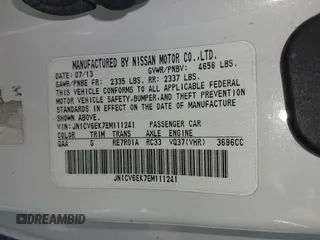 MANUFACTURED BY NISSAN MOTOR CO.,LTD.
DATE 07/13 GVWR/PNBV: 4656 LBS.
GAWR/PNBE FR: 2335 LBS. RR: 2337 LBS.
THIS VEHICLE CONFORMS TO ALL APPLICABLE FEDERAL
MOTOR VEHICLE SAFETY,BUMPER,AND THEFT PREVENTION
STANDARDS IN EFFECT ON THE DATE OF MANUFACTURE
SHOWN ABOVE.
VIN:JN1CV6EK7EM111241 PASSENGER CAR
COLOR TRIM TRANS AXLE ENGINE
QAA G RE7R01A RC33 VQ37(VHR) 3696CC
JN1CV6EK7EM111241
DREAMBID